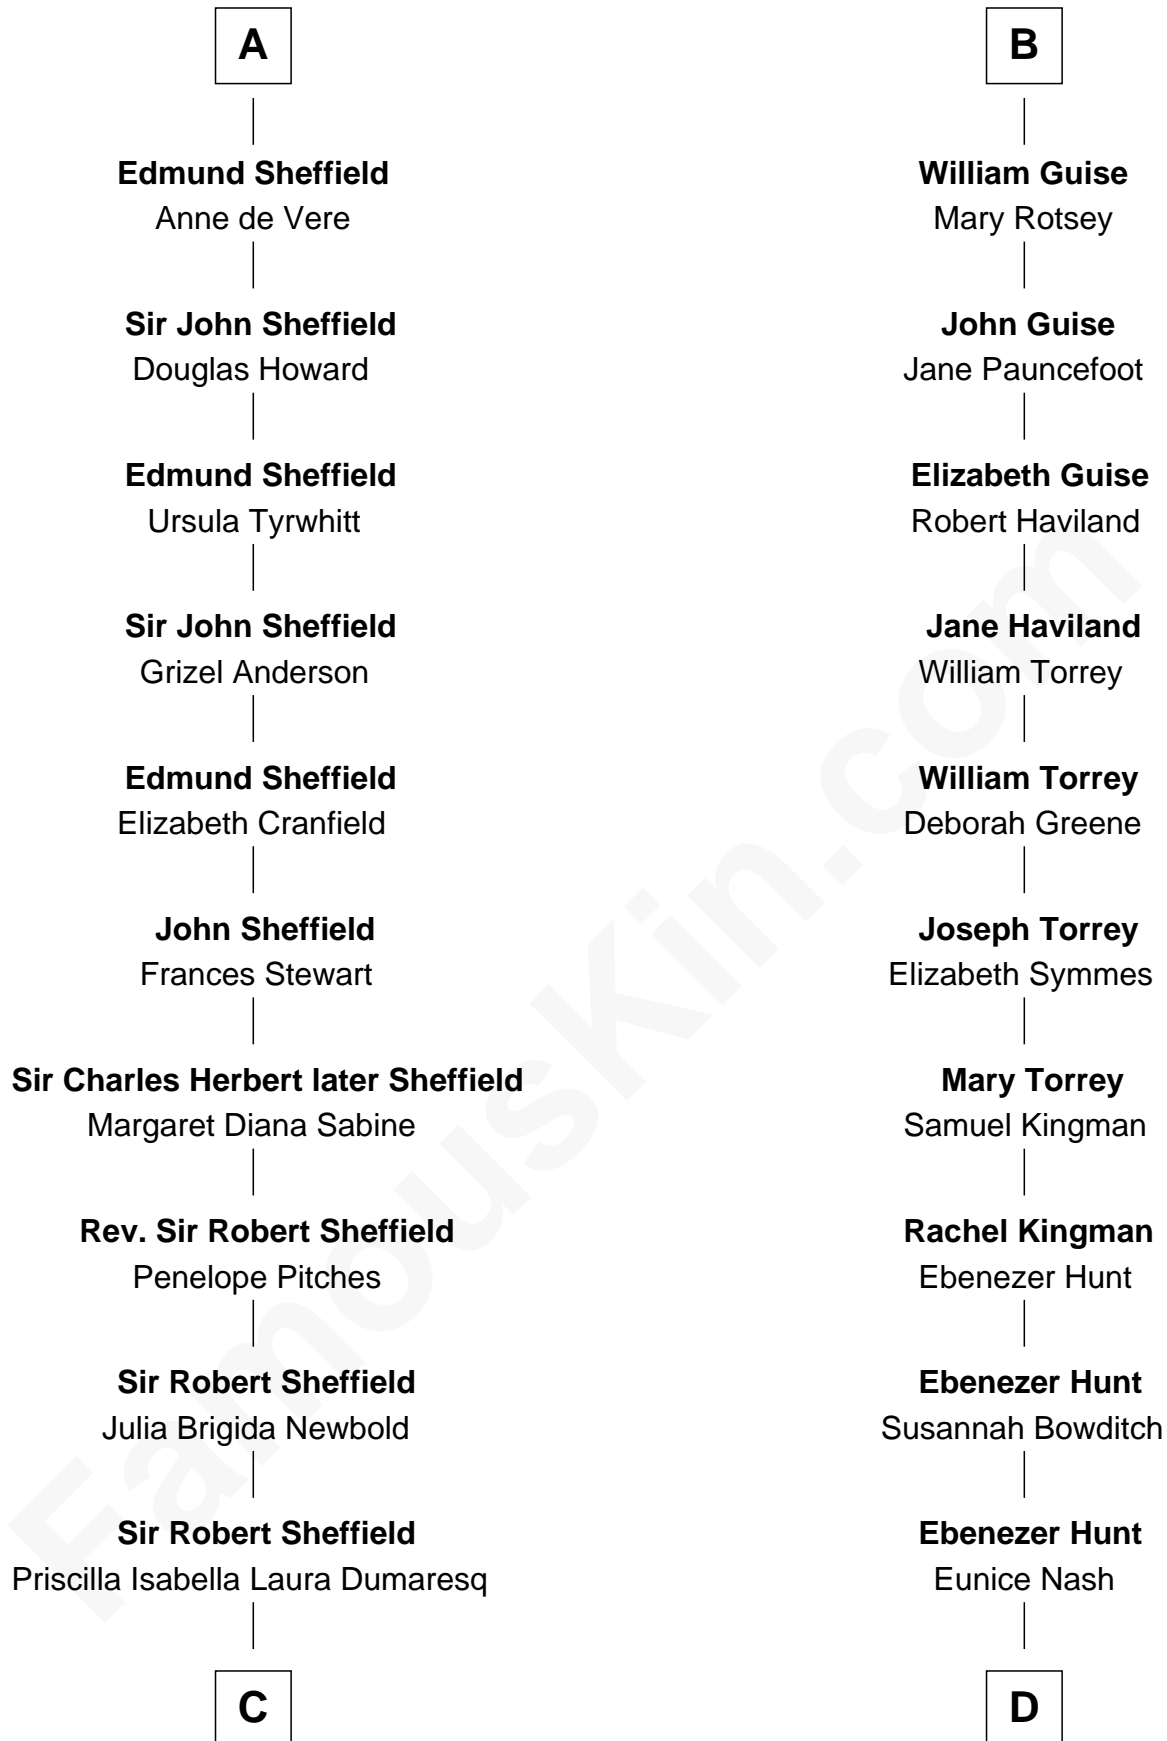 A
Edmund Sheffield
Anne de Vere
Sir John Sheffield
Douglas Howard
Edmund Sheffield
Ursula Tyrwhitt
Sir John Sheffield
Grizel Anderson
Edmund Sheffield
Elizabeth Cranfield
John Sheffield
Frances Stewart
Sir Charles Herbert later Sheffield
Margaret Diana Sabine
Rev. Sir Robert Sheffield
Penelope Pitches
Sir Robert Sheffield
Julia Brigida Newbold
Sir Robert Sheffield
Priscilla Isabella Laura Dumaresq
C
B
William Guise
Mary Rotsey
John Guise
Jane Pauncefoot
Elizabeth Guise
Robert Haviland
Jane Haviland
William Torrey
William Torrey
Deborah Greene
Joseph Torrey
Elizabeth Symmes
Mary Torrey
Samuel Kingman
Rachel Kingman
Ebenezer Hunt
Ebenezer Hunt
Susannah Bowditch
Ebenezer Hunt
Eunice Nash
D
FamousKin.com